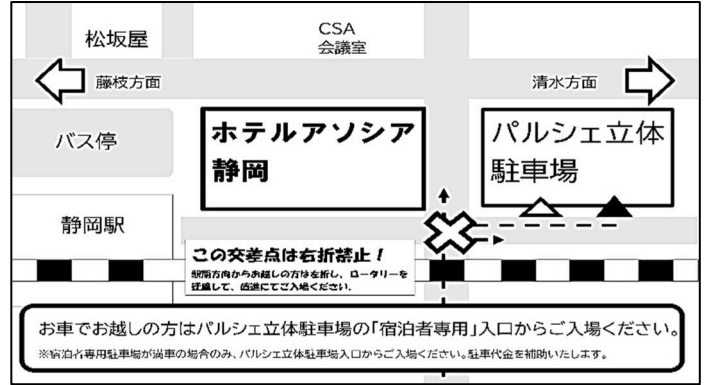 松坂屋
CSA
会議室
藤枝方面
清水方面
バス停
ホテルアソシア
静岡
パルシェ立体
駐車場
静岡駅
この交差点は右折禁止！
駅南方向からお越しの方は左折し、ロータリーを
迂回して、直進にてご入場ください。
お車でお越しの方はパルシェ立体駐車場の「宿泊者専用」入口からご入場ください。
※宿泊者専用駐車場が満車の場合のみ、パルシェ立体駐車場入口からご入場ください。駐車代金を補助いたします。